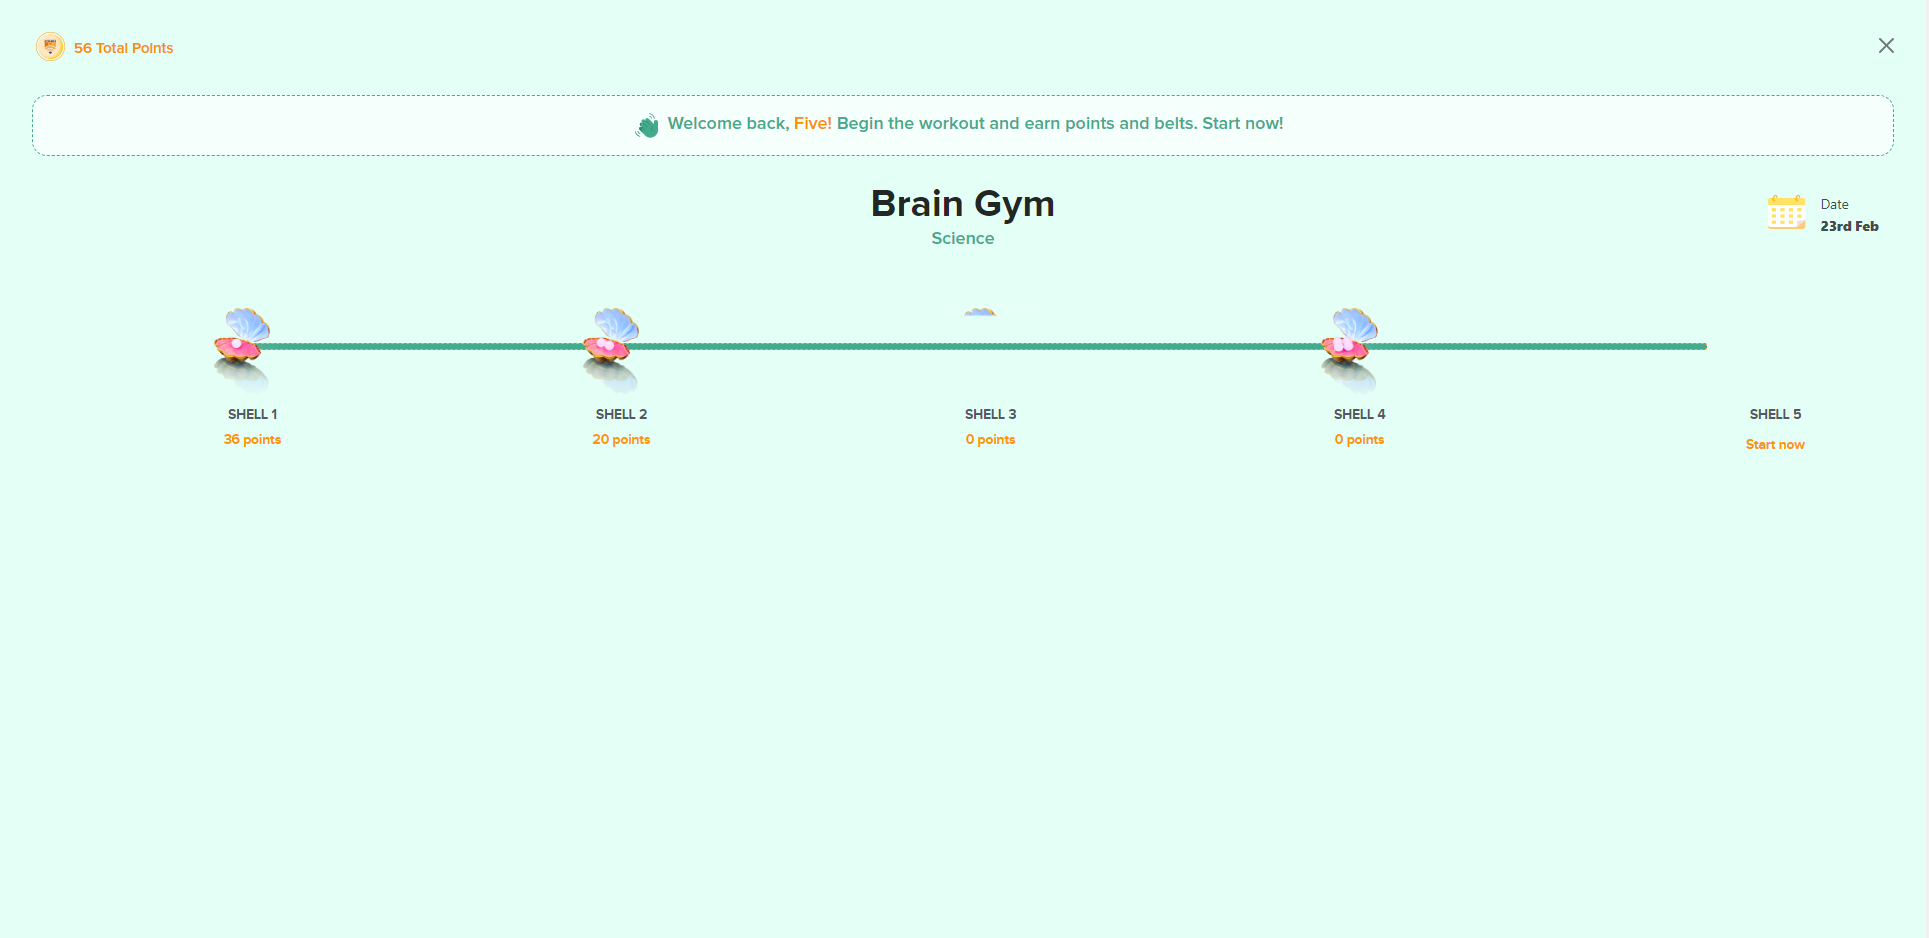 56 Total Points
Welcome back, Five! Begin the workout and earn points and belts. Start now!
Brain Gym
Science
Date
23rd Feb
SHELL 1
36 points
SHELL 2
20 points
SHELL 3
0 points
SHELL 4
0 points
SHELL 5
Start now